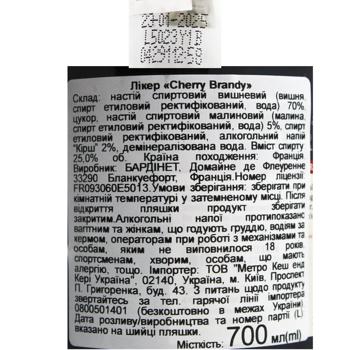 23-01-2025
L5023Y1B
0429112:58
Лікер «Cherry Brandy»
Склад: настій спиртовий вишневий (вишня,
спирт етиловий ректифікований, вода) 70%,
цукор, настій спиртовий малиновий (малина,
спирт етиловий ректифікований, вода) 5%, спирт
етиловий ректифікований, алкогольний напій
"Кірш" 2%, демінералізована вода. Вміст спирту
25,0% об. Країна походження: Франція.
Виробник: БАРДІНЕТ, Домайне де Флеуренне
33290 Бланкуефорт, Франція.Номер ліцензії:
FR093060E5013.Умови зберігання: зберігати при
кімнатній температурі у затемненому місці. Після
відкриття пляшки продукт зберігати
закритим.Алкогольні напої протипоказано
вагітним та жінкам, що годують груддю, водіям за
кермом, операторам при роботі з механізмами та
особам, яким не виповнилося 18 років,
спортсменам, хворим, особам, що мають
алергію, тощо. Імпортер: ТОВ "Метро Кеш енд
Кері Україна", 02140, Україна, м. Київ, Проспект
П. Григоренка, буд. 43. З питань щодо продукту
звертайтесь за тел. гарячої лінії імпортера
0800501401 (безкоштовно в межах України)
Дата розливу/виробництва та номер партії (L)
вказано на шийці пляшки.
Місткість: 700 мл(ml)